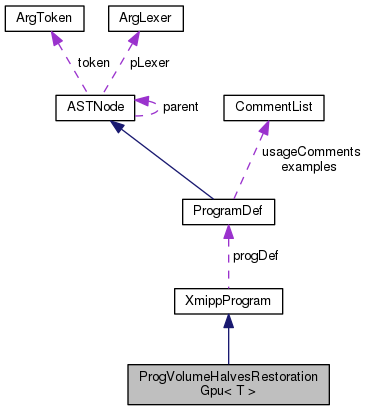 ArgToken
ArgLexer
token
pLexer
ASTNode
parent
CommentList
usageComments
examples
ProgramDef
progDef
XmippProgram
ProgVolumeHalvesRestoration
Gpu< T >